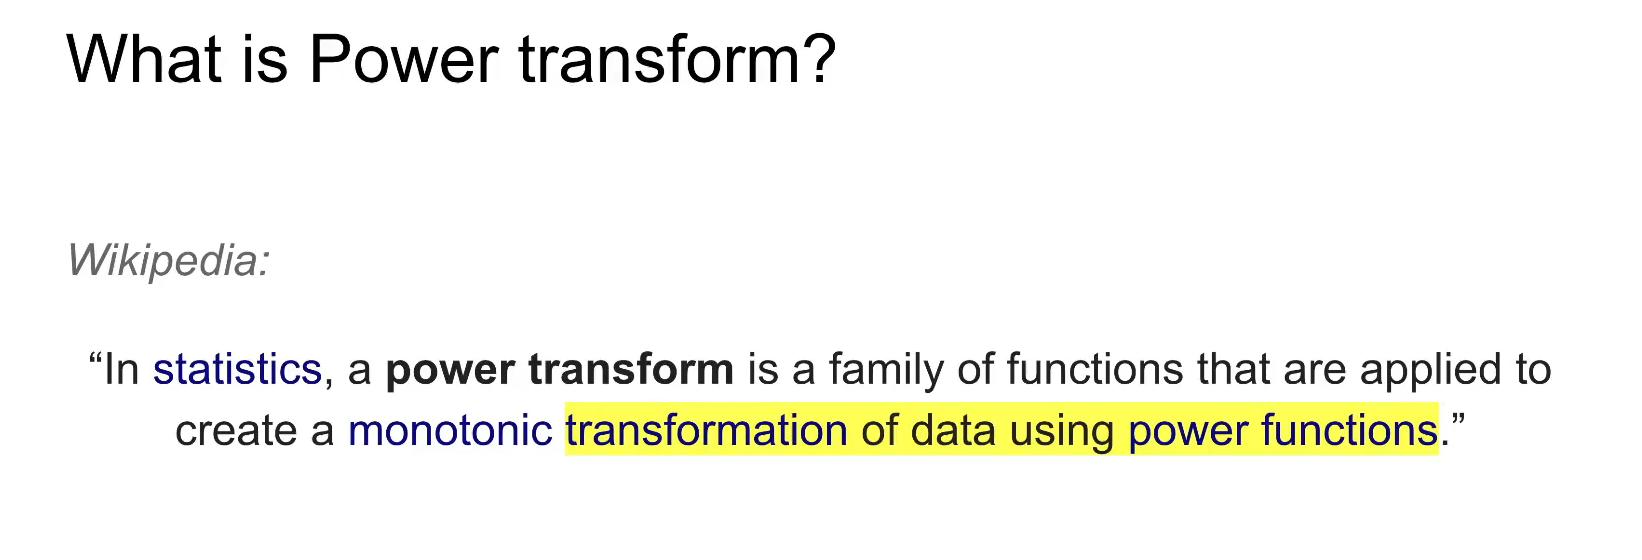 What is Power transform?
Wikipedia:
“In statistics, a power transform is a family of functions that are applied to
create a monotonic transformation of data using power functions.”